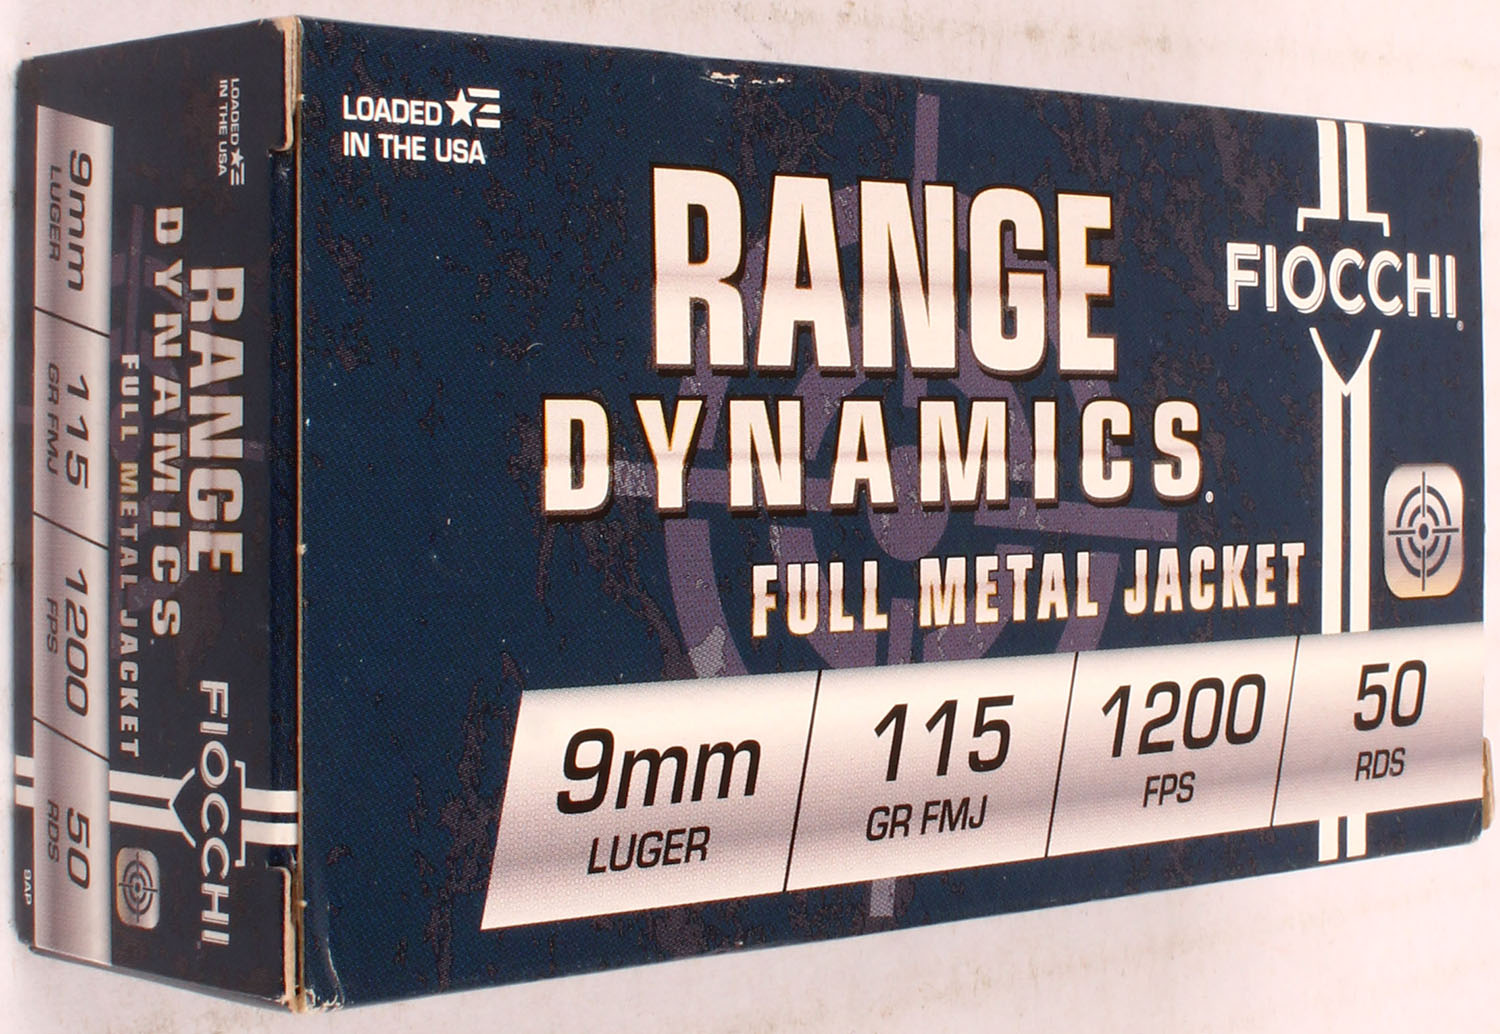 LOADED
IN THE USA
RANGE
DYNAMICS
FULL METAL JACKET
FIOCCHI
9mm
LUGER
115
GR FMJ
1200
FPS
50
RDS
LOADED
IN THE USA
RANGE
DYNAMICS
FULL METAL JACKET
FIOCCHI
9mm
LUGER
115
GR FMJ
1200
FPS
50
RDS
9AP